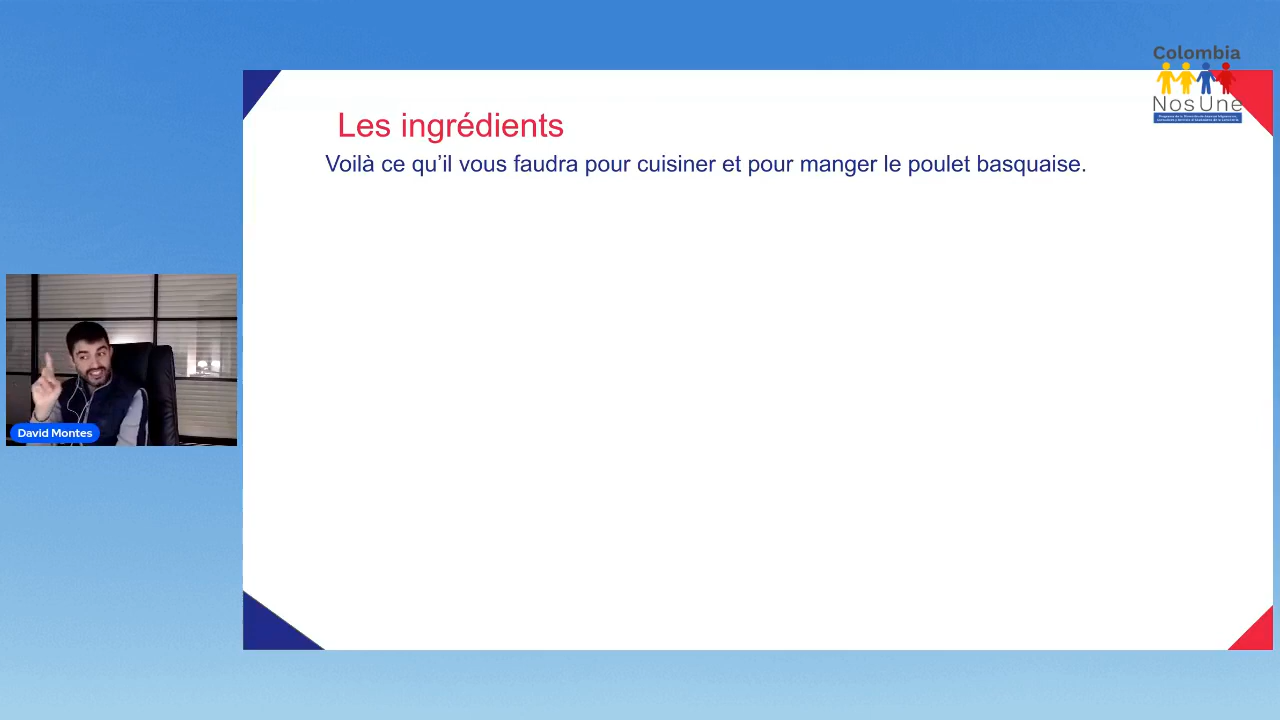 Colombia
Nos Une
Les ingrédients
Voilà ce qu'il vous faudra pour cuisiner et pour manger le poulet basquaise.
David Montes